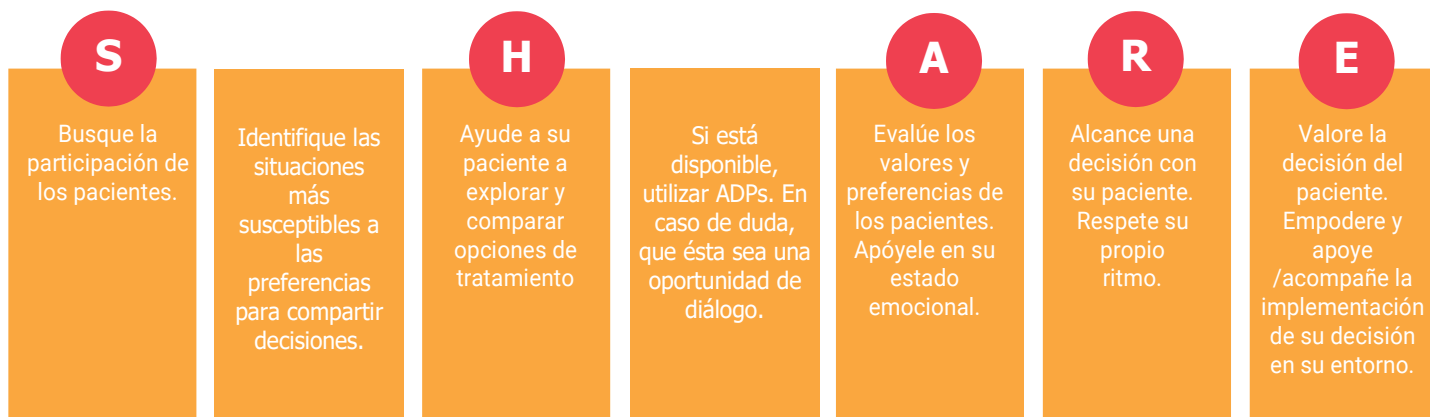 S
Busque la
participación de
los pacientes.
Identifique las
situaciones
más
susceptibles a
las
preferencias
para compartir
decisiones.
H
Ayude a su
paciente a
explorar y
comparar
opciones de
tratamiento
Si está
disponible,
utilizar ADPs. En
caso de duda,
que ésta sea una
oportunidad de
diálogo.
A
Evalúe los
valores y
preferencias de
los pacientes.
Apóyele en su
estado
emocional.
R
Alcance una
decisión con
su paciente.
Respete su
propio
ritmo.
E
Valore la
decisión del
paciente.
Empodere y
apoye
/acompañe la
implementación
de su decisión
en su entorno.